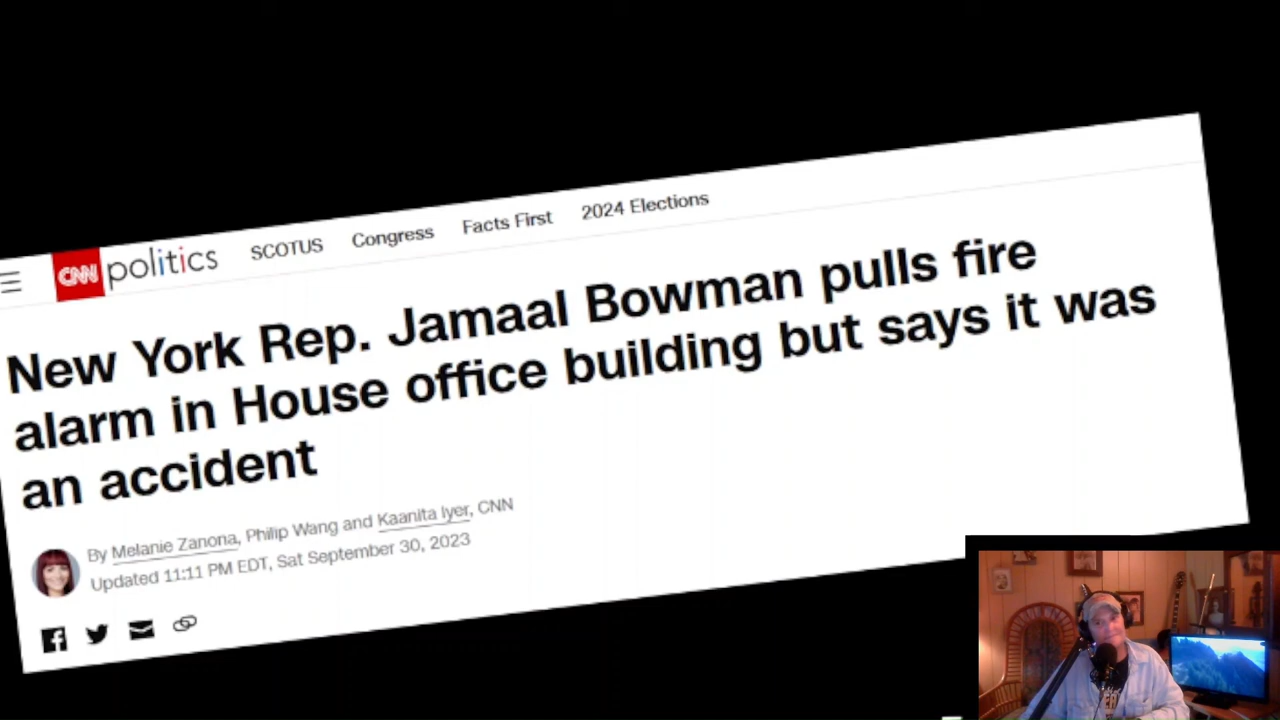 CNN politics SCOTUS Congress Facts First 2024 Elections
New York Rep. Jamaal Bowman pulls fire
alarm in House office building but says it was
an accident
By Melanie Zanona, Philip Wang and Kaanita Iyer, CNN
Updated 11:11 PM EDT, Sat September 30, 2023